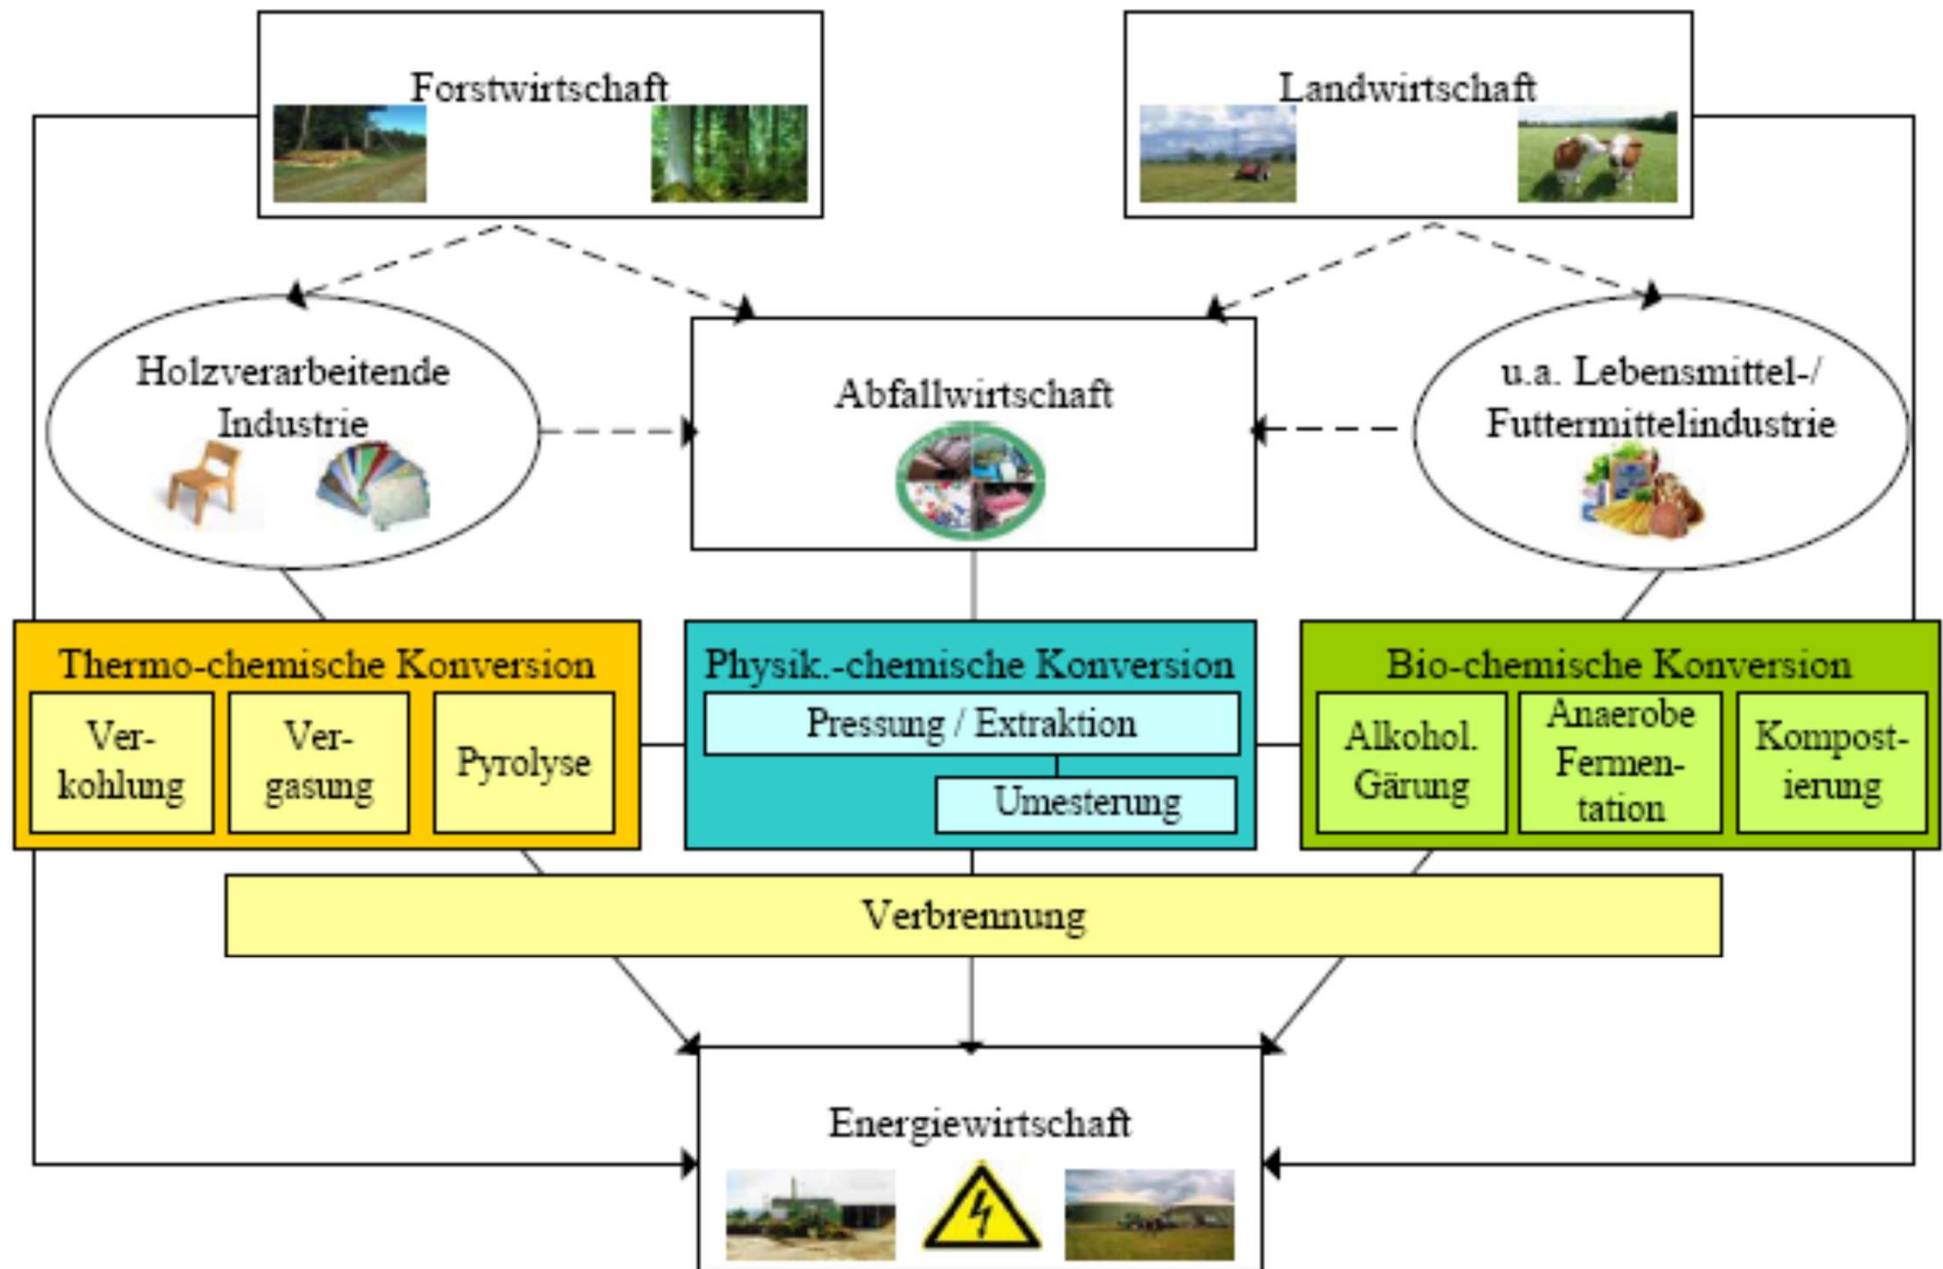 Forstwirtschaft
Landwirtschaft
Holzverarbeitende
Industrie
Abfallwirtschaft
u.a. Lebensmittel-/
Futtermittelindustrie
Thermo-chemische Konversion
Ver-
kohlung
Ver-
gasung
Pyrolyse
Physik.-chemische Konversion
Pressung / Extraktion
Umesterung
Bio-chemische Konversion
Alkohol.
Gärung
Anaerobe
Fermen-
tation
Kompost-
ierung
Verbrennung
Energiewirtschaft